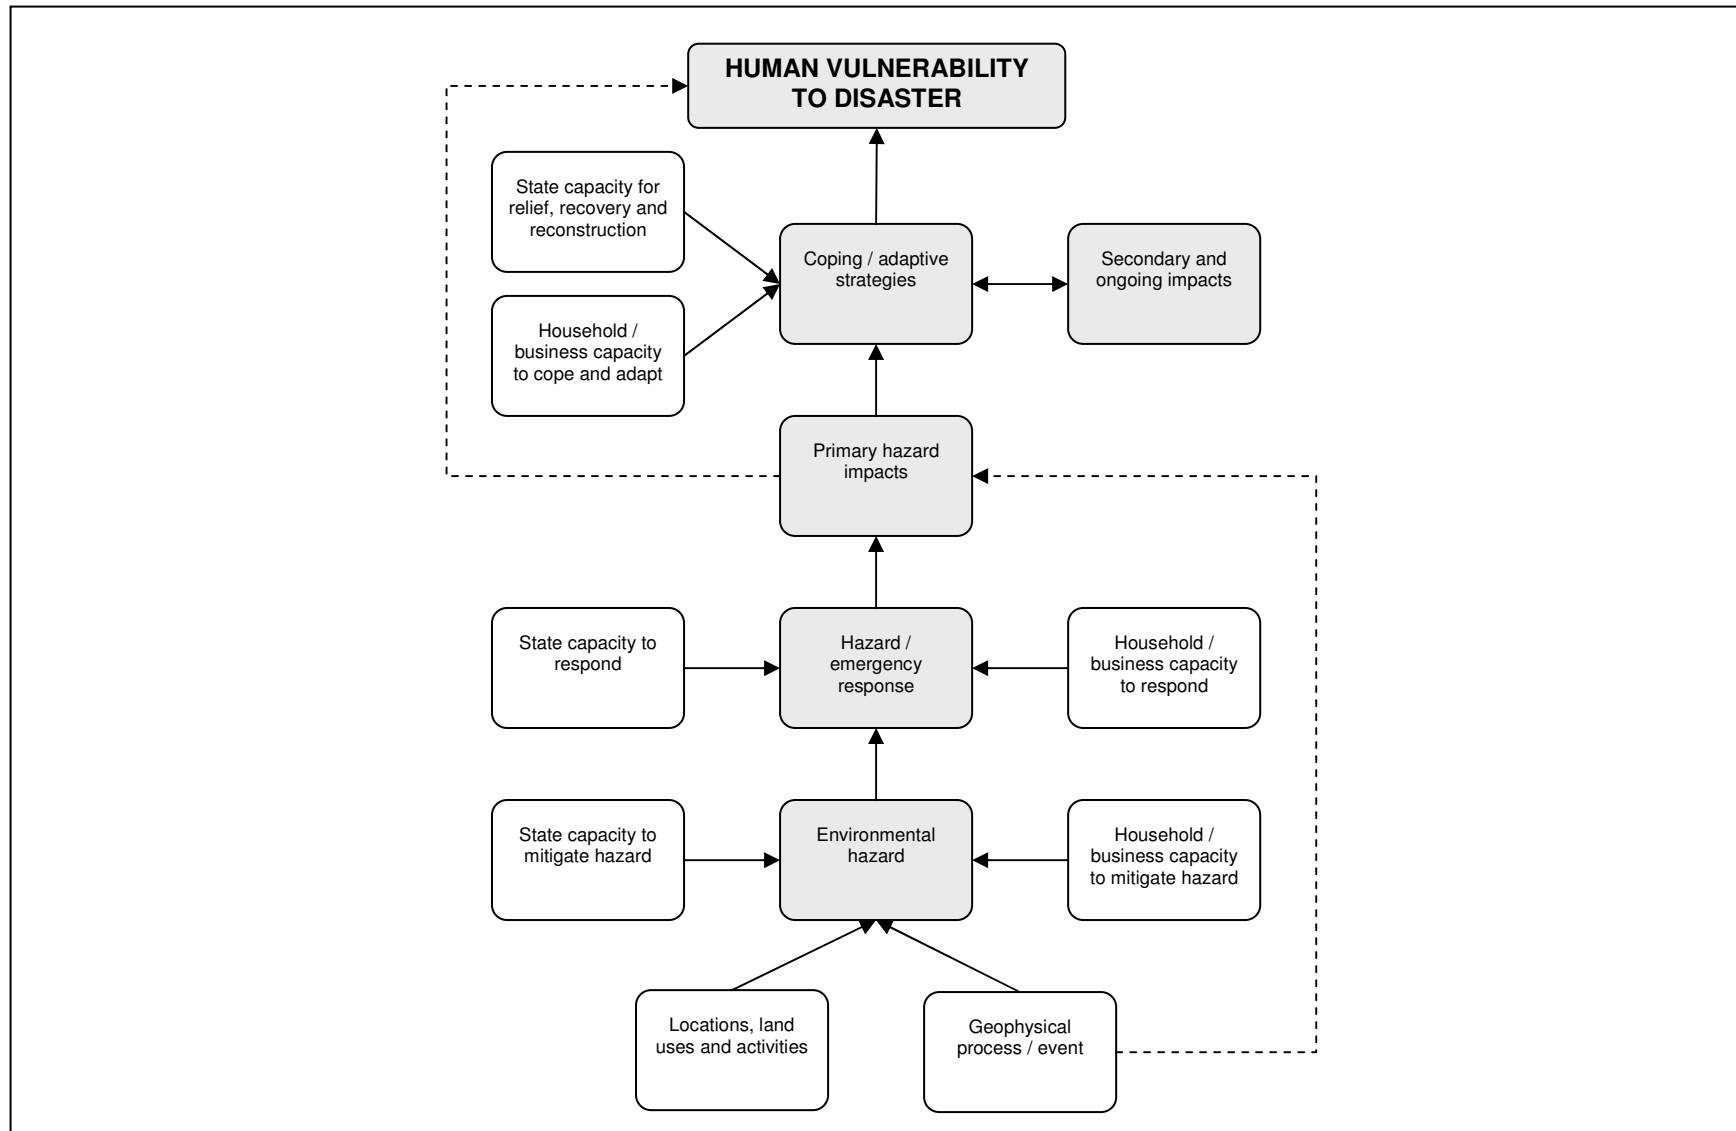 HUMAN VULNERABILITY
TO DISASTER
State capacity for
relief, recovery and
reconstruction
Coping / adaptive
strategies
Secondary and
ongoing impacts
Household /
business capacity
to cope and adapt
Primary hazard
impacts
State capacity to
respond
Hazard /
emergency
response
Household /
business capacity
to respond
State capacity to
mitigate hazard
Environmental
hazard
Household /
business capacity
to mitigate hazard
Locations, land
uses and activities
Geophysical
process / event